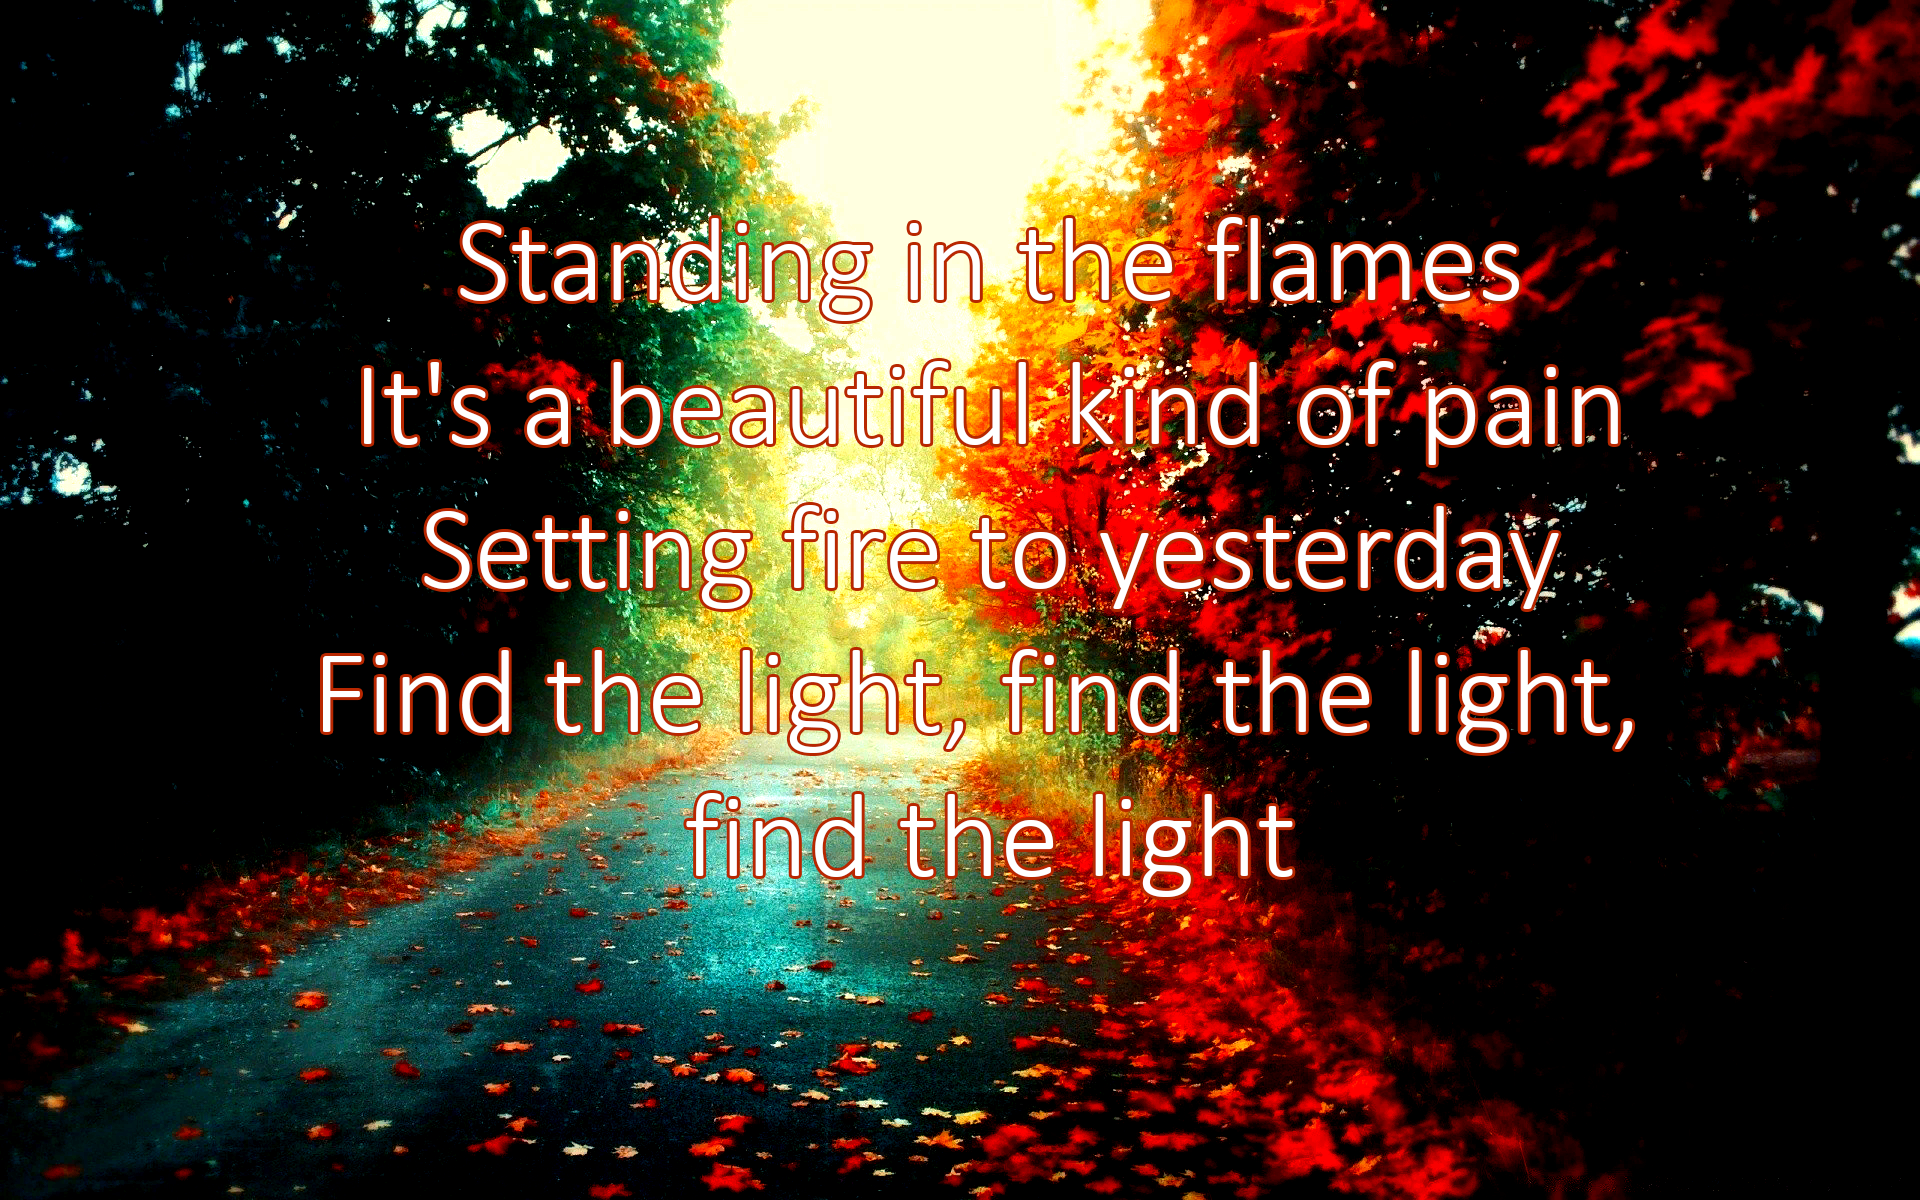 Standing in the flames
It's a beautiful kind of pain
Setting fire to yesterday
Find the light, find the light,
find the light